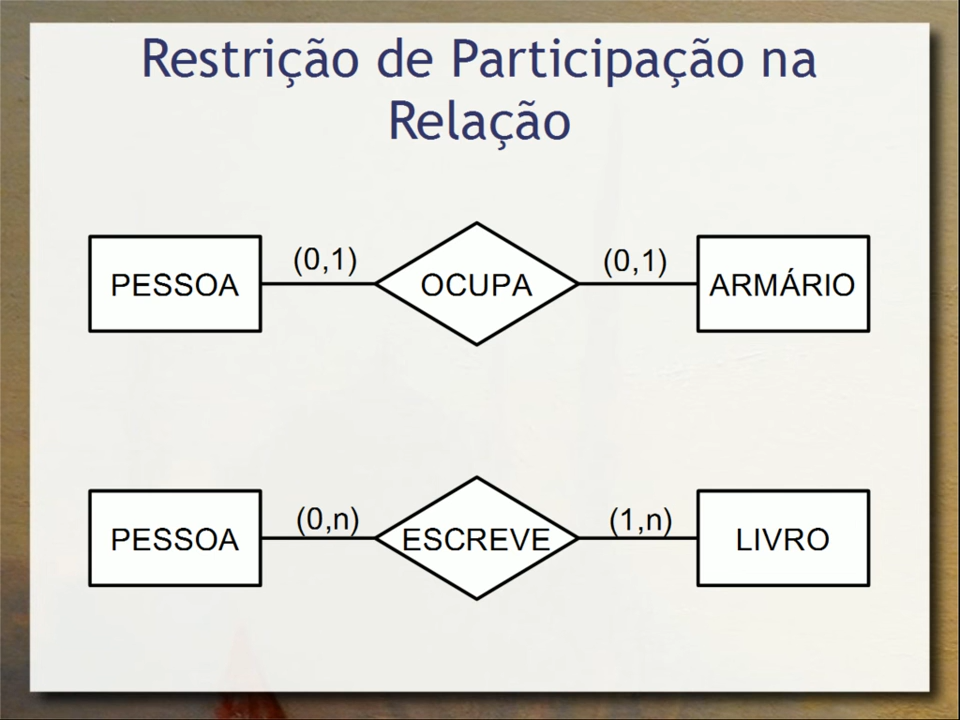 Restrição de Participação na
Relação
PESSOA (0,1) OCUPA (0,1) ARMÁRIO
PESSOA (0,n) ESCREVE (1,n) LIVRO